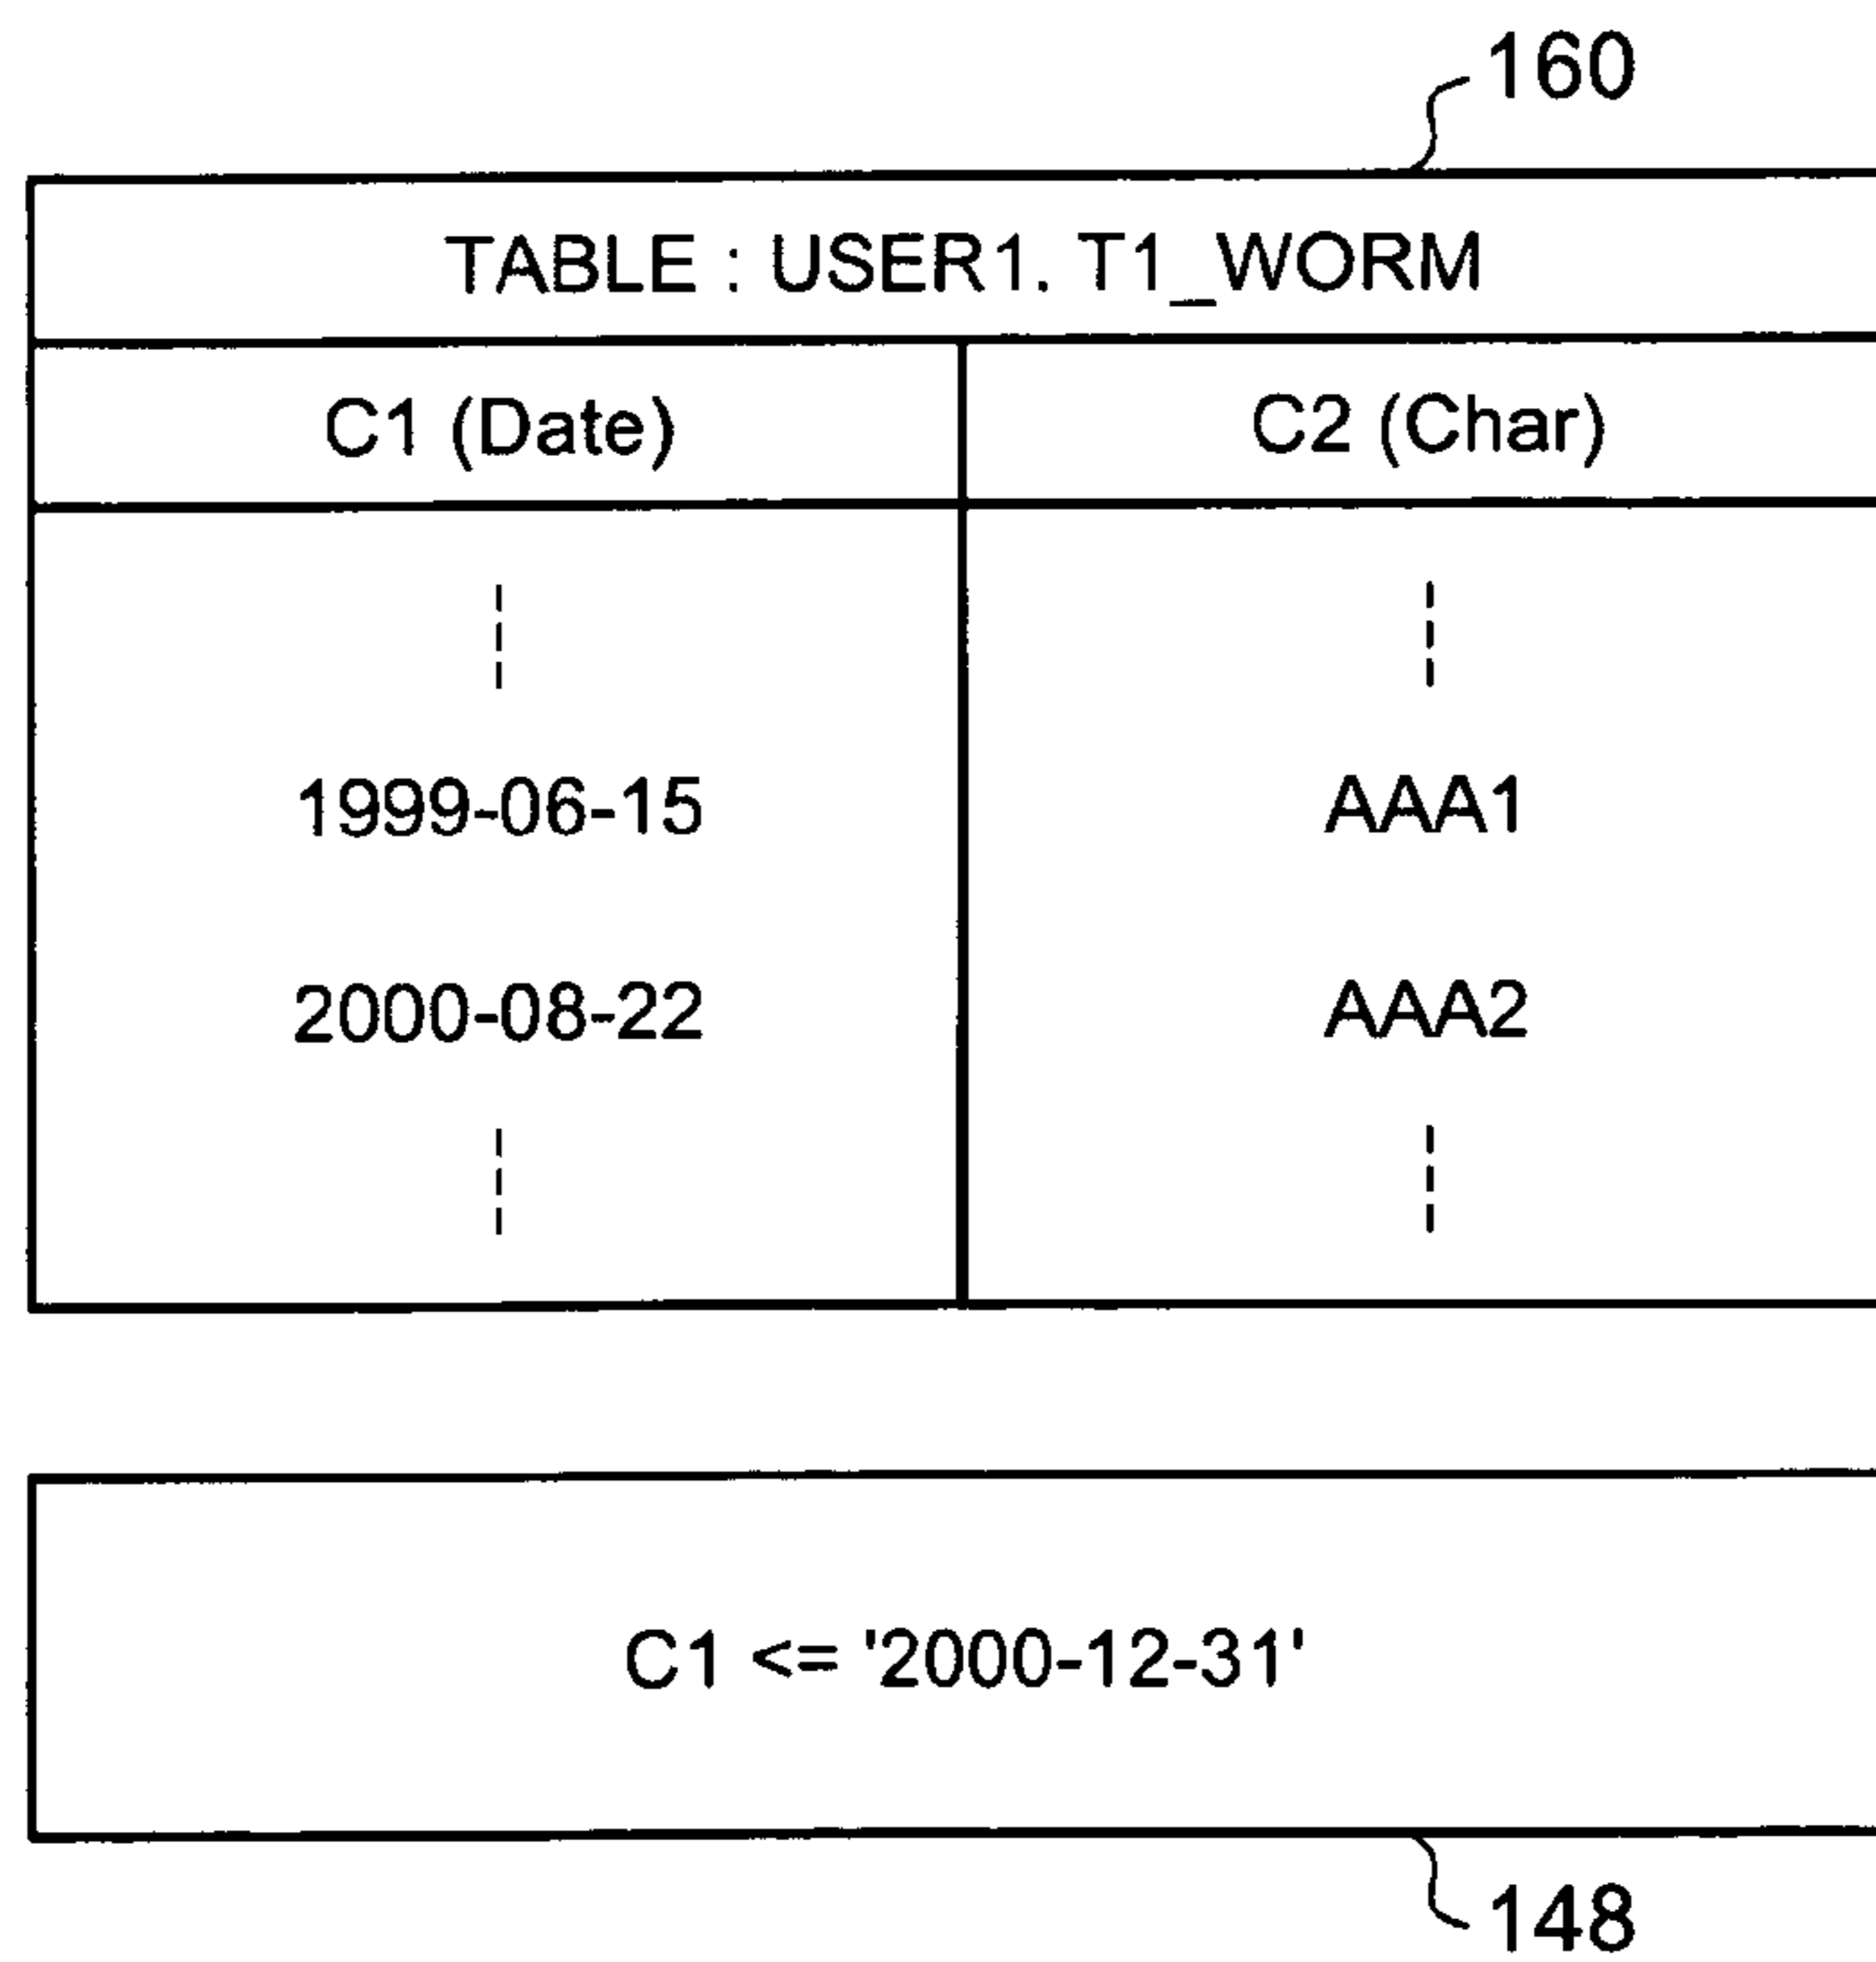 160
TABLE : USER1. T1_WORM
C1 (Date) C2 (Char)
1999-06-15 AAA1
2000-08-22 AAA2
C1 <= '2000-12-31'
148